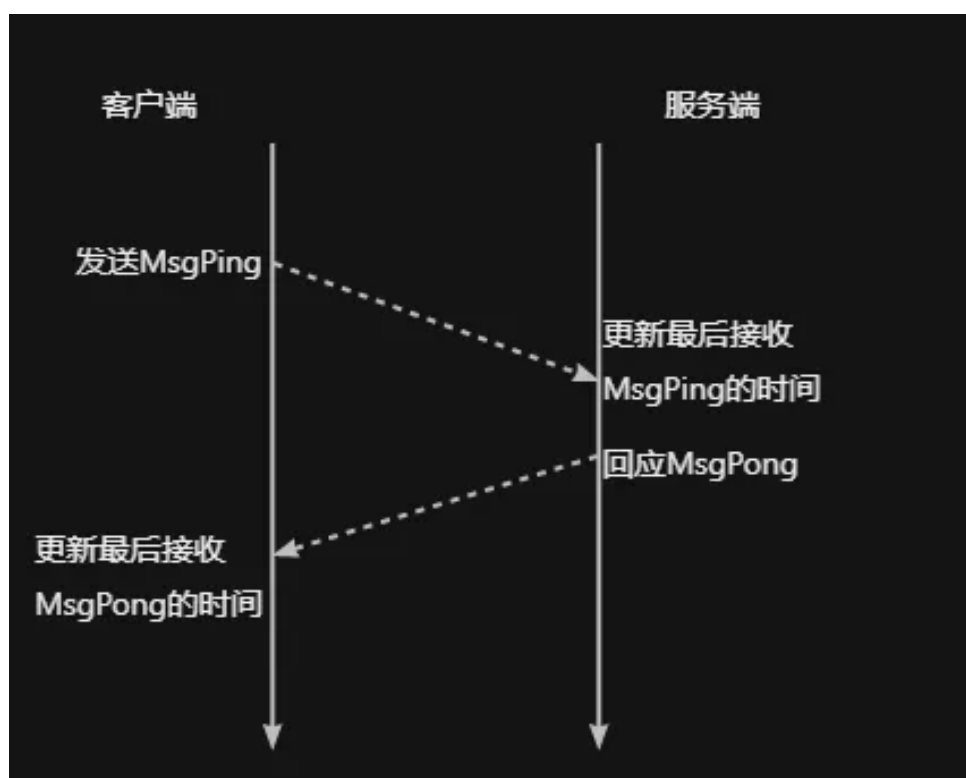 客户端
服务端
发送MsgPing
更新最后接收
MsgPing的时间
回应MsgPong
更新最后接收
MsgPong的时间